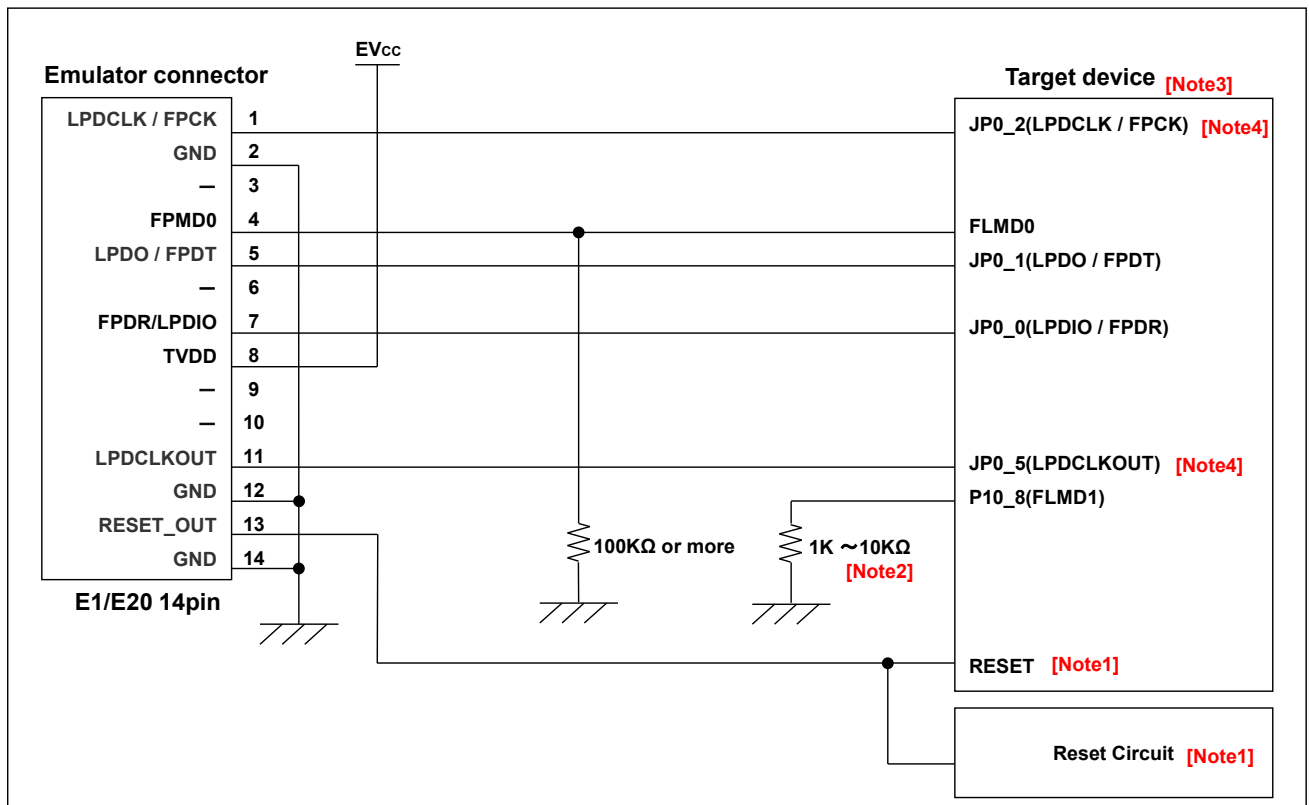 EVcc
Emulator connector
Target device [Note3]
LPDCLK / FPCK 1
GND 2
— 3
FPMD0 4
LPDO / FPDT 5
— 6
FPDR/LPDIO 7
TVDD 8
— 9
— 10
LPDCLKOUT 11
GND 12
RESET_OUT 13
GND 14
E1/E20 14pin
100KΩ or more
1K ~10KΩ
[Note2]
JP0_2(LPDCLK / FPCK) [Note4]
FLMD0
JP0_1(LPDO / FPDT)
JP0_0(LPDIO / FPDR)
JP0_5(LPDCLKOUT) [Note4]
P10_8(FLMD1)
RESET [Note1]
Reset Circuit [Note1]